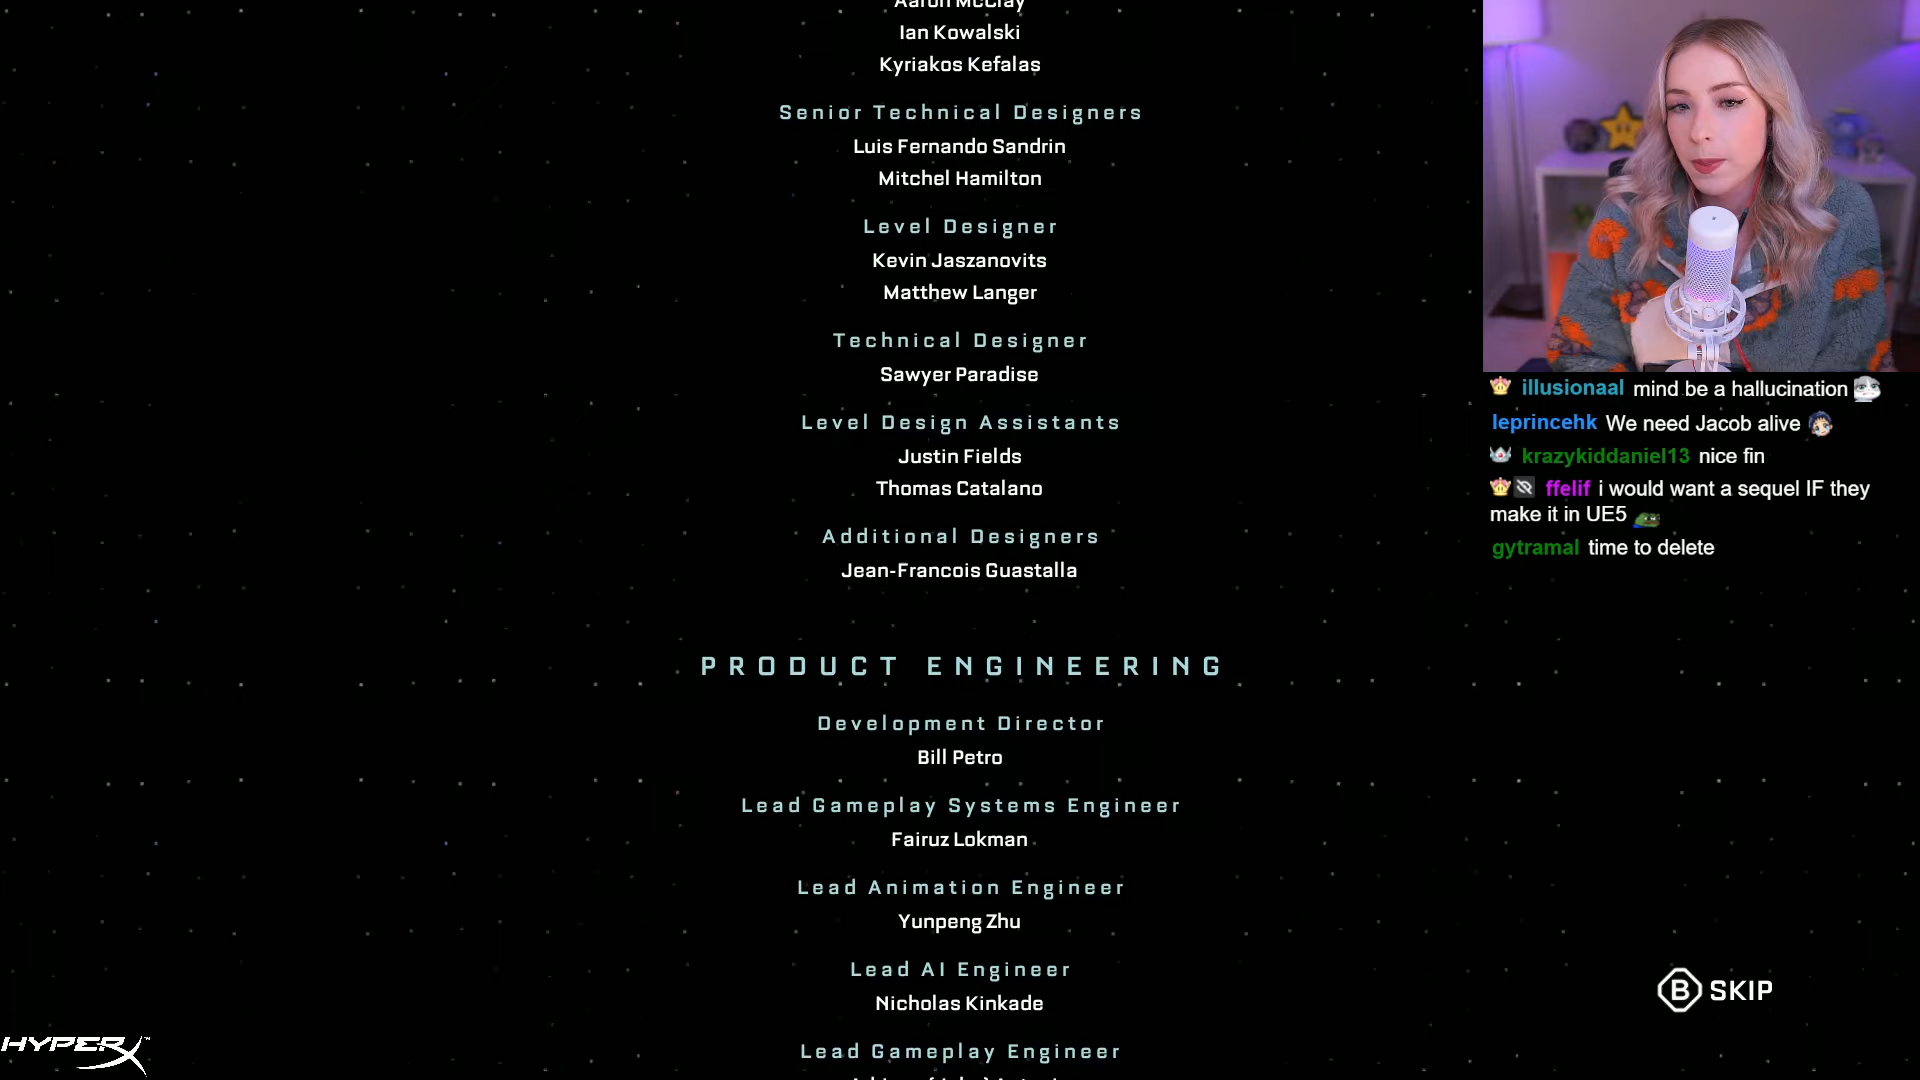 Aaron McClay
Ian Kowalski
Kyriakos Kefalas
Senior Technical Designers
Luis Fernando Sandrin
Mitchel Hamilton
Level Designer
Kevin Jaszanovits
Matthew Langer
Technical Designer
Sawyer Paradise
Level Design Assistants
Justin Fields
Thomas Catalano
Additional Designers
Jean-Francois Guastalla
PRODUCT ENGINEERING
Development Director
Bill Petro
Lead Gameplay Systems Engineer
Fairuz Lokman
Lead Animation Engineer
Yunpeng Zhu
Lead AI Engineer
Nicholas Kinkade
Lead Gameplay Engineer
illusionaal mind be a hallucination
leprincehk We need Jacob alive
krazykiddaniel13 nice fin
ffelif i would want a sequel IF they
make it in UE5
gytramal time to delete
B SKIP
HYPERX™